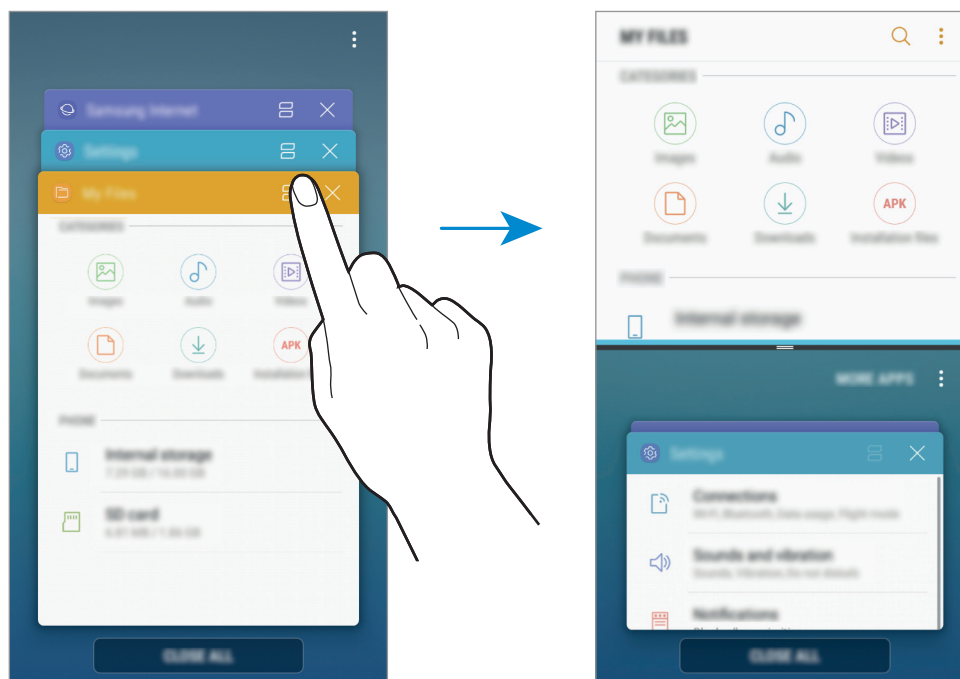 Samsung Internet
Settings
My Files
CATEGORIES
Images Audio Videos
APK
Documents Downloads Installation
PHONE
Internal storage
SD card
CLOSE ALL
MY FILES
CATEGORIES
Images Audio Videos
APK
Documents Downloads Installation files
PHONE
Internal storage
MORE APPS
Settings
Connections
Wi-Fi, Bluetooth, Data usage, Flight mode
Sounds and vibration
Sounds, Vibration, Do not disturb
Notifications
CLOSE ALL